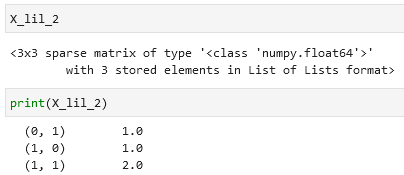 X_lil_2
<3x3 sparse matrix of type '<class 'numpy.float64'>'
with 3 stored elements in List of Lists format>
print(X_lil_2)
(0, 1) 1.0
(1, 0) 1.0
(1, 1) 2.0